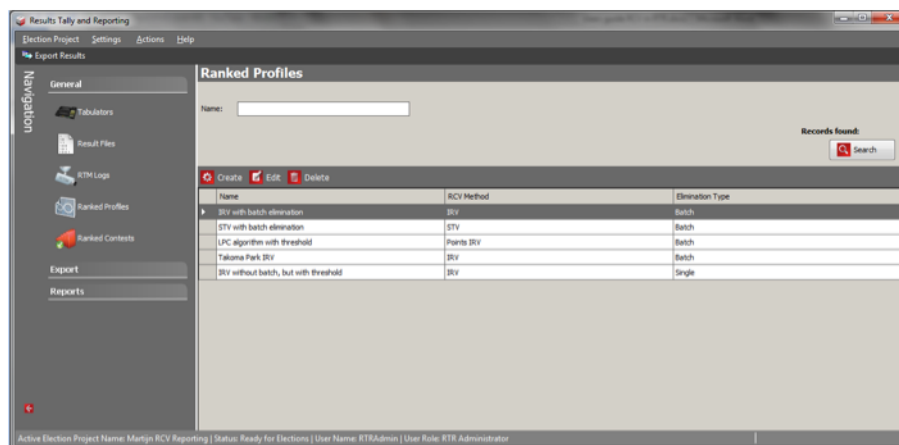 Results Tally and Reporting
Election Project Settings Actions Help
Export Results
Navigation
General
Tabulators
Result Files
RTM Logs
Ranked Profiles
Ranked Contests
Export
Reports
Ranked Profiles
Name:
Records found:
Search
Create Edit Delete
Name RCV Method Elimination Type
IRV with batch elimination IRV Batch
STV with batch elimination STV Batch
LPC algorithm with threshold Points IRV Batch
Takoma Park IRV IRV Batch
IRV without batch, but with threshold IRV Single
Active Election Project Name: Martijn RCV Reporting | Status: Ready for Elections | User Name: RTRAdmin | User Role: RTR Administrator